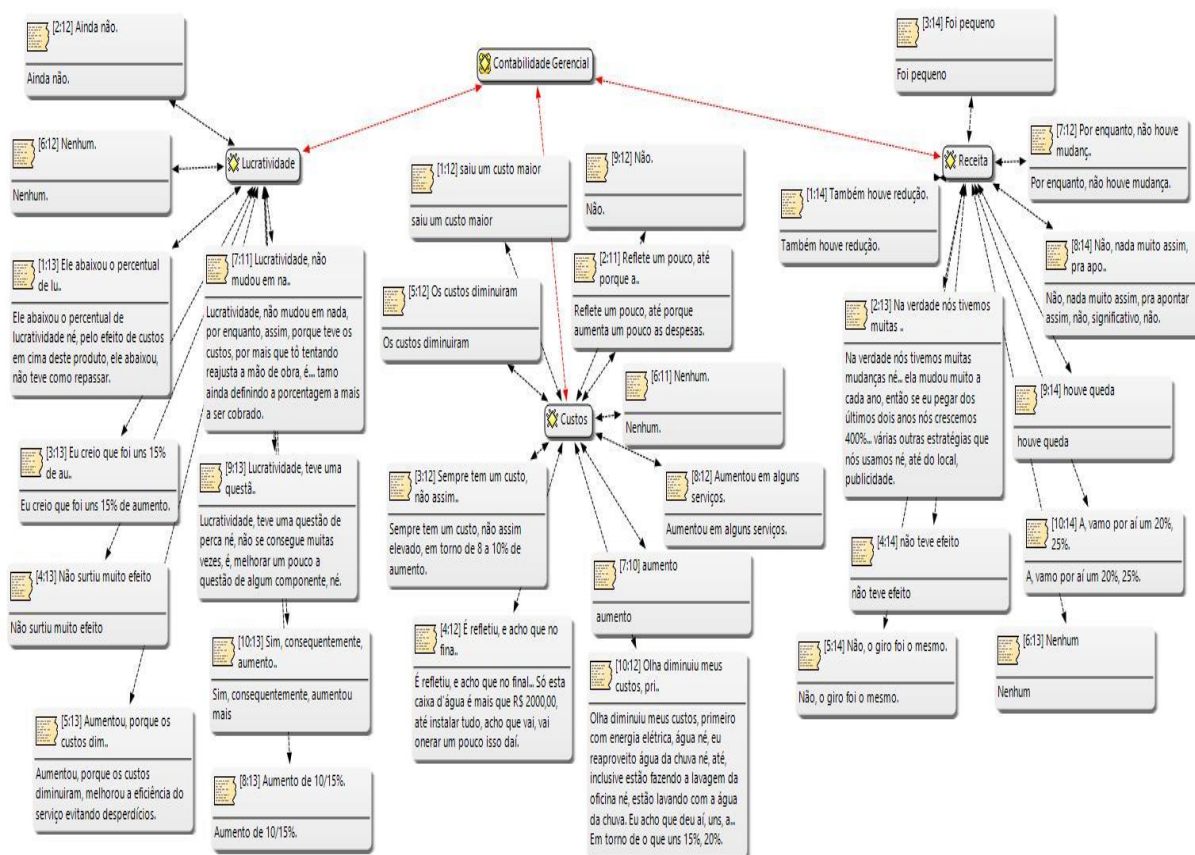 Contabilidade Gerencial
Lucratividade
[2:12] Ainda não.
Ainda não.
[6:12] Nenhum.
Nenhum.
[1:13] Ele abaixou o percentual
de lu..
Ele abaixou o percentual de
lucratividade né, pelo efeito de custos
em cima deste produto, ele abaixou,
não teve como repassar.
[7:11] Lucratividade, não
mudou em na..
Lucratividade, não mudou em nada,
por enquanto, assim, porque teve os
custos, por mais que tô tentando
reajusta a mão de obra, é... tamo
ainda definindo a porcentagem a mais
a ser cobrado.
[3:13] Eu creio que foi uns 15%
de au..
Eu creio que foi uns 15% de aumento.
[9:13] Lucratividade, teve uma
questã..
Lucratividade, teve uma questão de
perca né, não se consegue muitas
vezes, é, melhorar um pouco a
questão de algum componente, né.
[4:13] Não surtiu muito efeito
Não surtiu muito efeito
[10:13] Sim, consequentemente,
aumento..
Sim, consequentemente, aumentou
mais
[5:13] Aumentou, porque os
custos dim..
Aumentou, porque os custos
diminuiram, melhorou a eficiência do
serviço evitando desperdícios.
[8:13] Aumento de 10/15%.
Aumento de 10/15%.
Custos
[1:12] saiu um custo maior
saiu um custo maior
[9:12] Não.
Não.
[5:12] Os custos diminuiram
Os custos diminuiram
[2:11] Reflete um pouco, até
porque a..
Reflete um pouco, até porque
aumenta um pouco as despesas.
[6:11] Nenhum.
Nenhum.
[3:12] Sempre tem um custo,
não assim..
Sempre tem um custo, não assim
elevado, em torno de 8 a 10% de
aumento.
[8:12] Aumentou em alguns
serviços.
Aumentou em alguns serviços.
[7:10] aumento
aumento
[4:12] É refletiu, e acho que no
fina..
É refletiu, e acho que no final... Só esta
caixa d'água é mais que R$ 2000,00,
até instalar tudo, acho que vai, vai
onerar um pouco isso daí.
[10:12] Olha diminuiu meus
custos, pri..
Olha diminuiu meus custos, primeiro
com energia elétrica, água né, eu
reaproveito água da chuva né, até,
inclusive estão fazendo a lavagem da
oficina né, estão lavando com a água
da chuva. Eu acho que deu aí, uns, a...
Em torno de o que uns 15%, 20%.
Receita
[3:14] Foi pequeno
Foi pequeno
[7:12] Por enquanto, não houve
mudanç..
Por enquanto, não houve mudança.
[1:14] Também houve redução.
Também houve redução.
[8:14] Não, nada muito assim,
pra apo..
Não, nada muito assim, pra apontar
assim, não, significativo, não.
[2:13] Na verdade nós tivemos
muitas ..
Na verdade nós tivemos muitas
mudanças né... ela mudou muito a
cada ano, então se eu pegar dos
últimos dois anos nós crescemos
400%... várias outras estratégias que
nós usamos né, até do local,
publicidade.
[9:14] houve queda
houve queda
[4:14] não teve efeito
não teve efeito
[10:14] A, vamo por aí um 20%,
25%.
A, vamo por aí um 20%, 25%.
[5:14] Não, o giro foi o mesmo.
Não, o giro foi o mesmo.
[6:13] Nenhum
Nenhum